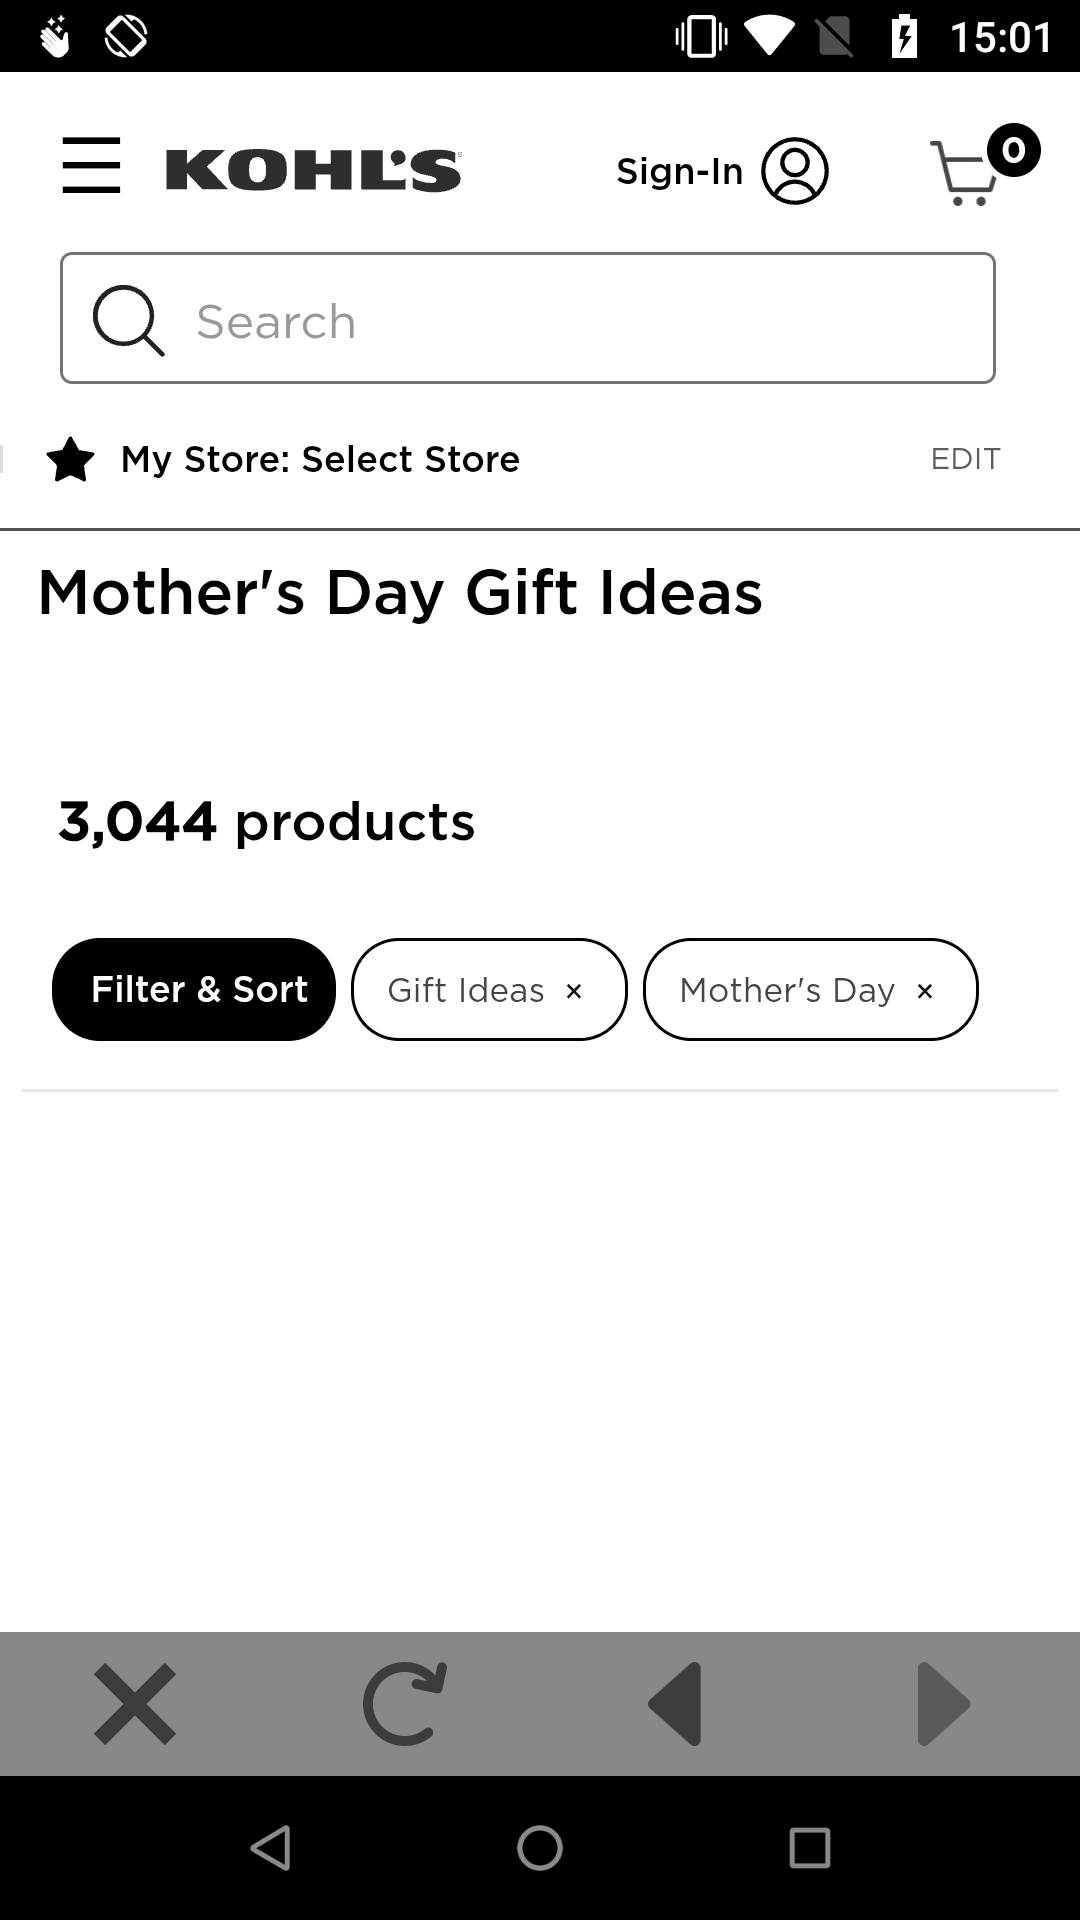 15:01
KOHL'S
Sign-In
0
Search
My Store: Select Store
EDIT
Mother's Day Gift Ideas
3,044 products
Filter & Sort
Gift Ideas ×
Mother's Day ×